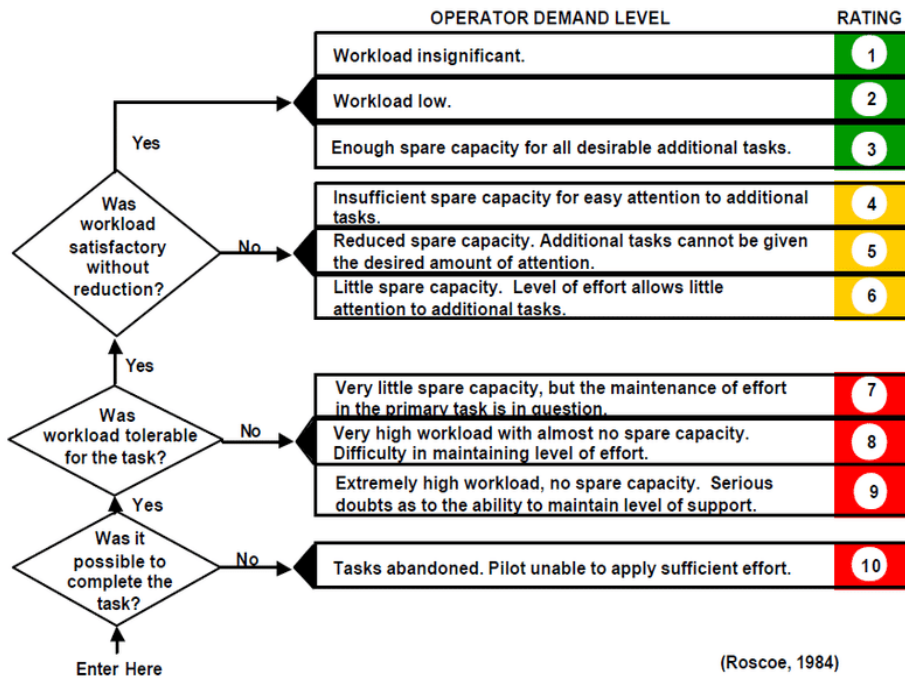 OPERATOR DEMAND LEVEL RATING
Workload insignificant. 1
Workload low. 2
Yes
Enough spare capacity for all desirable additional tasks. 3
Was
workload
satisfactory
without
reduction?
No
Insufficient spare capacity for easy attention to additional
tasks.
4
Reduced spare capacity. Additional tasks cannot be given
the desired amount of attention.
5
Little spare capacity. Level of effort allows little
attention to additional tasks.
6
Yes
Was
workload tolerable
for the task?
No
Very little spare capacity, but the maintenance of effort
in the primary task is in question.
7
Very high workload with almost no spare capacity.
Difficulty in maintaining level of effort.
8
Extremely high workload, no spare capacity. Serious
doubts as to the ability to maintain level of support.
9
Yes
Was it
possible to
complete the
task?
No
Tasks abandoned. Pilot unable to apply sufficient effort. 10
Enter Here
(Roscoe, 1984)